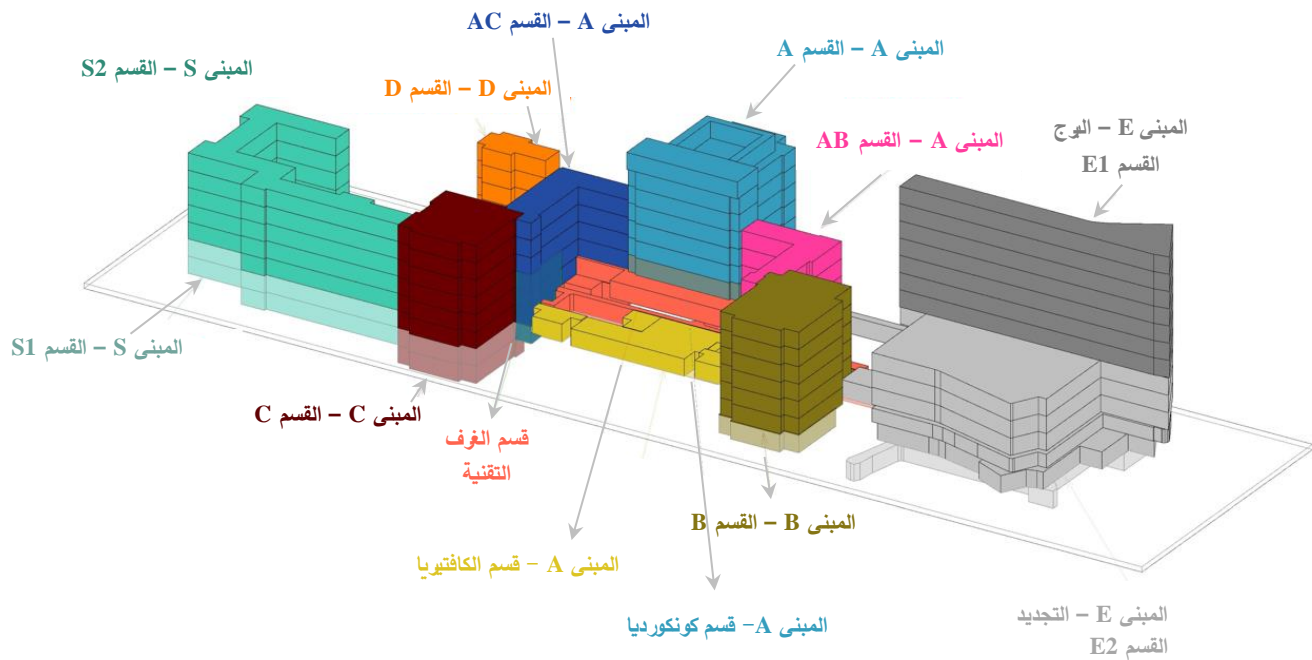 المبنى A – القسم AC
المبنى A – القسم A
المبنى S – القسم S2
المبنى D – القسم D
المبنى A – القسم AB
المبنى E – البرج
القسم E1
المبنى S – القسم S1
المبنى C – القسم C
قسم الغرف
التقنية
المبنى B – القسم B
المبنى A – قسم الكافتيريا
المبنى A– قسم كونكورديا
المبنى E – التجديد
القسم E2